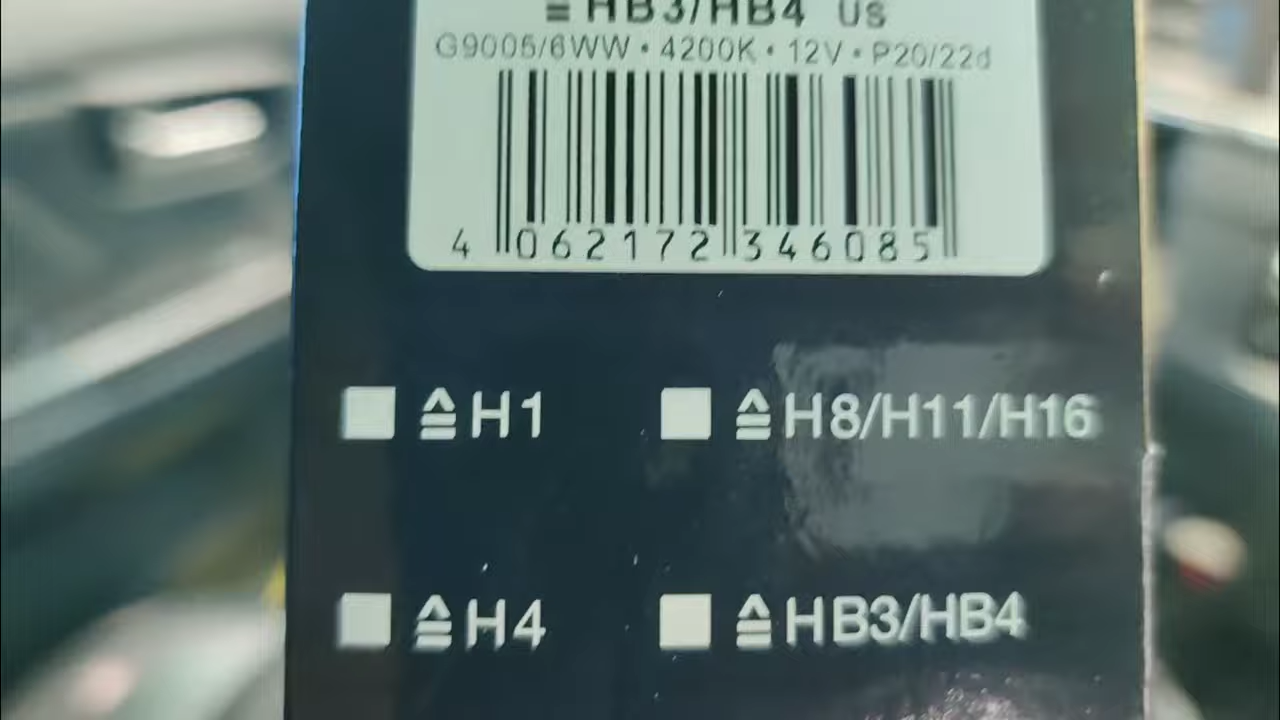 ≙ HB3/HB4 US
G9005/6WW • 4200K • 12V • P20/22d
4 062172 346085
≙ H1
≙ H8/H11/H16
≙ H4
≙ HB3/HB4